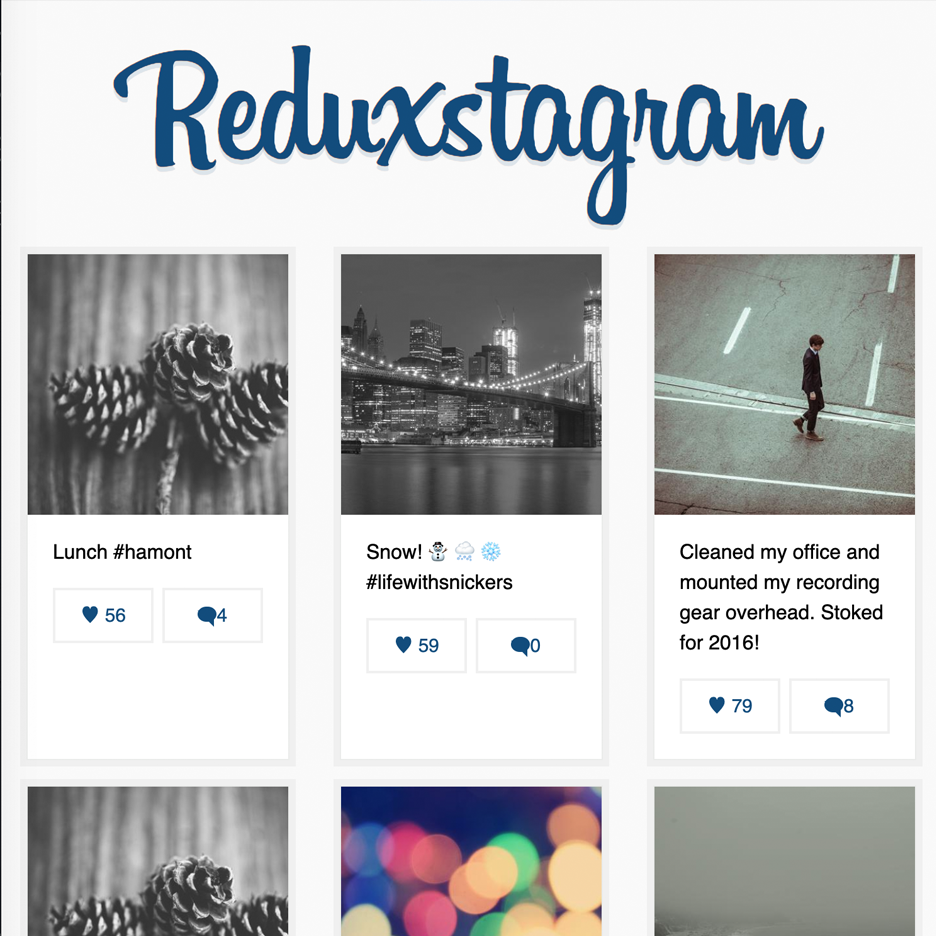 Reduxstagram
Lunch #hamont
♥ 56
4
Snow! ⛄ 🌨 ❄
#lifewithsnickers
♥ 59
0
Cleaned my office and
mounted my recording
gear overhead. Stoked
for 2016!
♥ 79
8